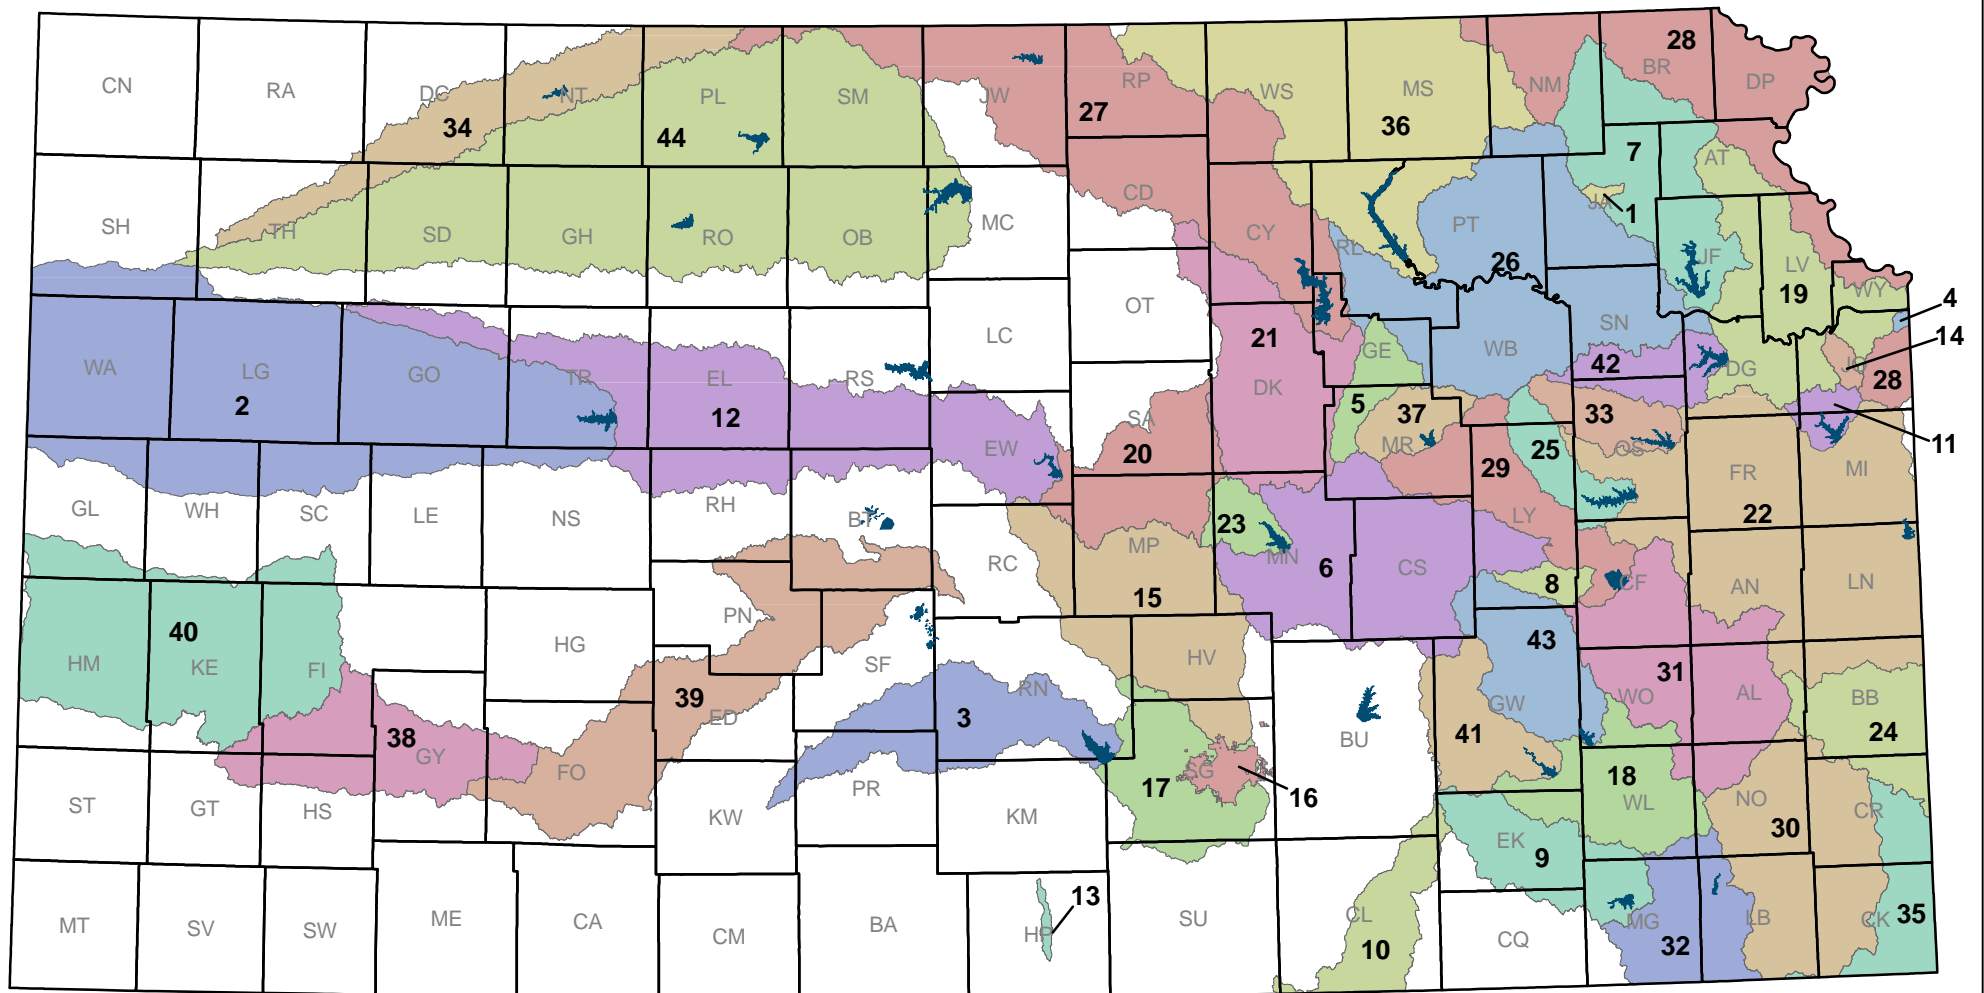 CN
RA
DC
NT
PL
SM
JW
RP
WS
MS
NM
BR
DP
28
34
44
27
36
7
AT
SH
TH
SD
GH
RO
OB
MC
CD
CY
RL
PT
26
JA
1
JF
LV
19
WY
4
14
WA
LG
2
GO
TR
EL
12
RS
LC
OT
21
DK
GE
WB
SN
42
DG
JO
28
11
EW
SA
20
5
37
MR
29
25
33
OS
FR
22
MI
GL
WH
SC
LE
NS
RH
BT
RC
MP
15
23
MN
6
CS
LY
8
CF
AN
LN
HM
40
KE
FI
HG
PN
SF
HV
43
31
38
GY
39
ED
FO
3
RN
BU
GW
41
WO
AL
BB
24
ST
GT
HS
KW
PR
KM
17
SG
16
18
WL
NO
30
CR
EK
9
MT
SV
SW
ME
CA
CM
BA
HP
13
SU
CL
10
CQ
MG
32
LB
CK
35